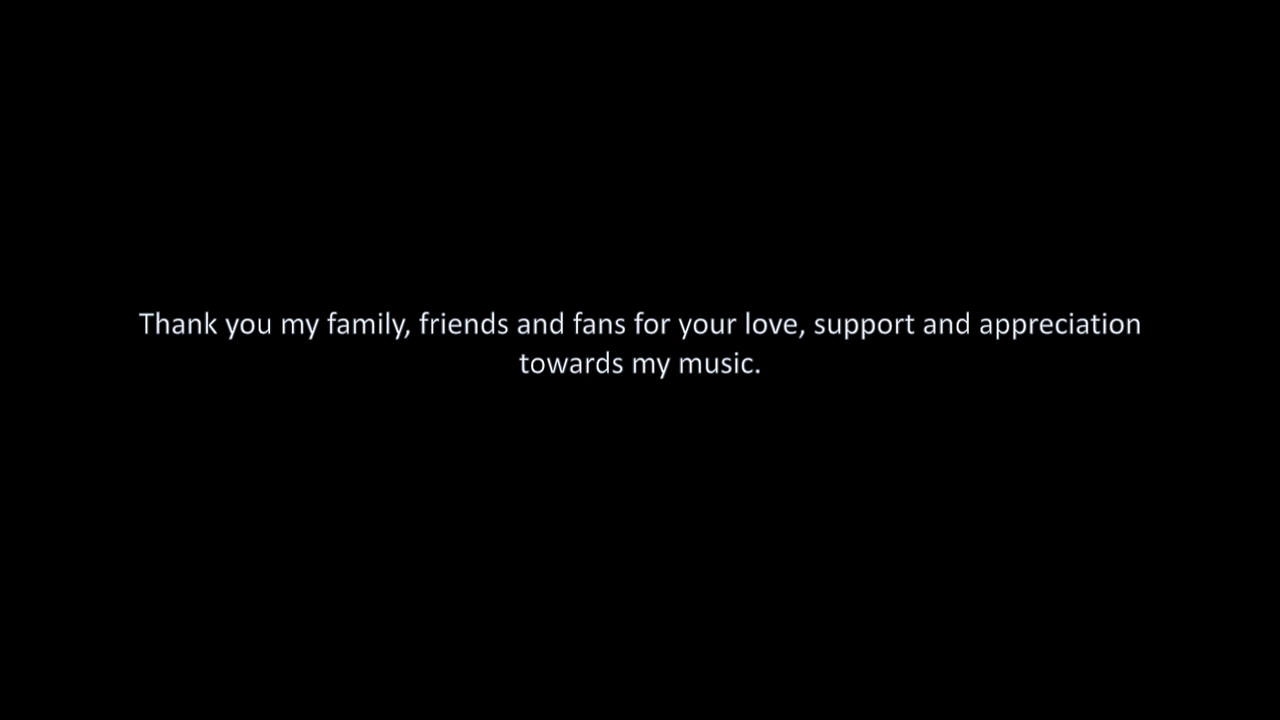 Thank you my family, friends and fans for your love, support and appreciation
towards my music.